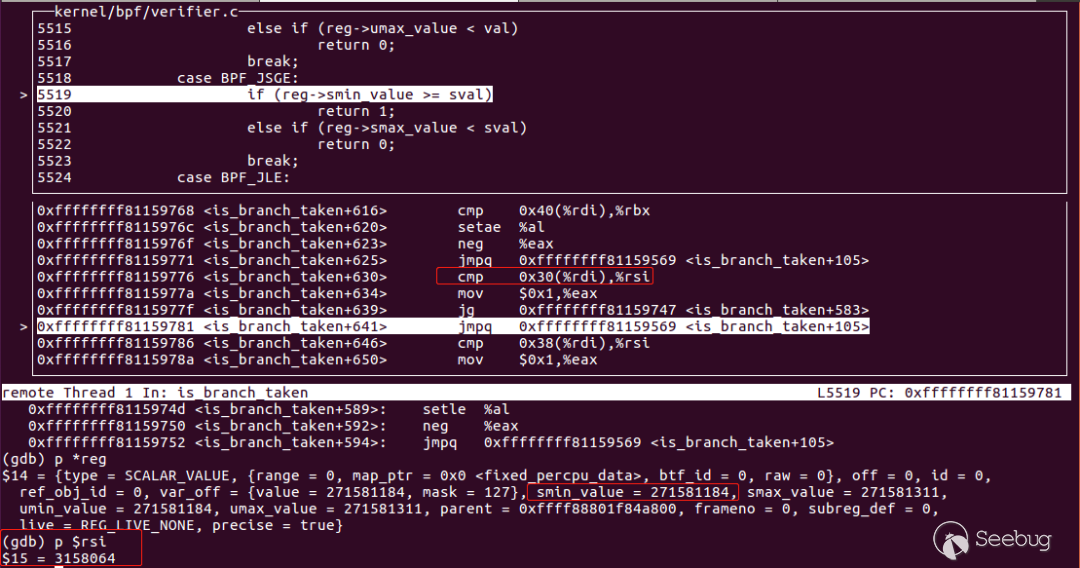 kernel/bpf/verifier.c
5515 else if (reg->umax_value < val)
5516 return 0;
5517 break;
5518 case BPF_JSGE:
> 5519 if (reg->smin_value >= sval)
5520 return 1;
5521 else if (reg->smax_value < sval)
5522 return 0;
5523 break;
5524 case BPF_JLE:
0xffffffff81159768 <is_branch_taken+616> cmp 0x40(%rdi),%rbx
0xffffffff8115976c <is_branch_taken+620> setae %al
0xffffffff8115976f <is_branch_taken+623> neg %eax
0xffffffff81159771 <is_branch_taken+625> jmpq 0xffffffff81159569 <is_branch_taken+105>
0xffffffff81159776 <is_branch_taken+630> cmp 0x30(%rdi),%rsi
0xffffffff8115977a <is_branch_taken+634> mov $0x1,%eax
0xffffffff8115977f <is_branch_taken+639> jg 0xffffffff81159747 <is_branch_taken+583>
> 0xffffffff81159781 <is_branch_taken+641> jmpq 0xffffffff81159569 <is_branch_taken+105>
0xffffffff81159786 <is_branch_taken+646> cmp 0x38(%rdi),%rsi
0xffffffff8115978a <is_branch_taken+650> mov $0x1,%eax
remote Thread 1 In: is_branch_taken L5519 PC: 0xffffffff81159781
0xffffffff8115974d <is_branch_taken+589>: setle %al
0xffffffff81159750 <is_branch_taken+592>: neg %eax
0xffffffff81159752 <is_branch_taken+594>: jmpq 0xffffffff81159569 <is_branch_taken+105>
(gdb) p *reg
$14 = {type = SCALAR_VALUE, {range = 0, map_ptr = 0x0 <fixed_percpu_data>, btf_id = 0, raw = 0}, off = 0, id = 0,
ref_obj_id = 0, var_off = {value = 271581184, mask = 127}, smin_value = 271581184, smax_value = 271581311,
umin_value = 271581184, umax_value = 271581311, parent = 0xffff88801f84a800, frameno = 0, subreg_def = 0,
live = REG_LIVE_NONE, precise = true}
(gdb) p $rsi
$15 = 3158064
Seebug